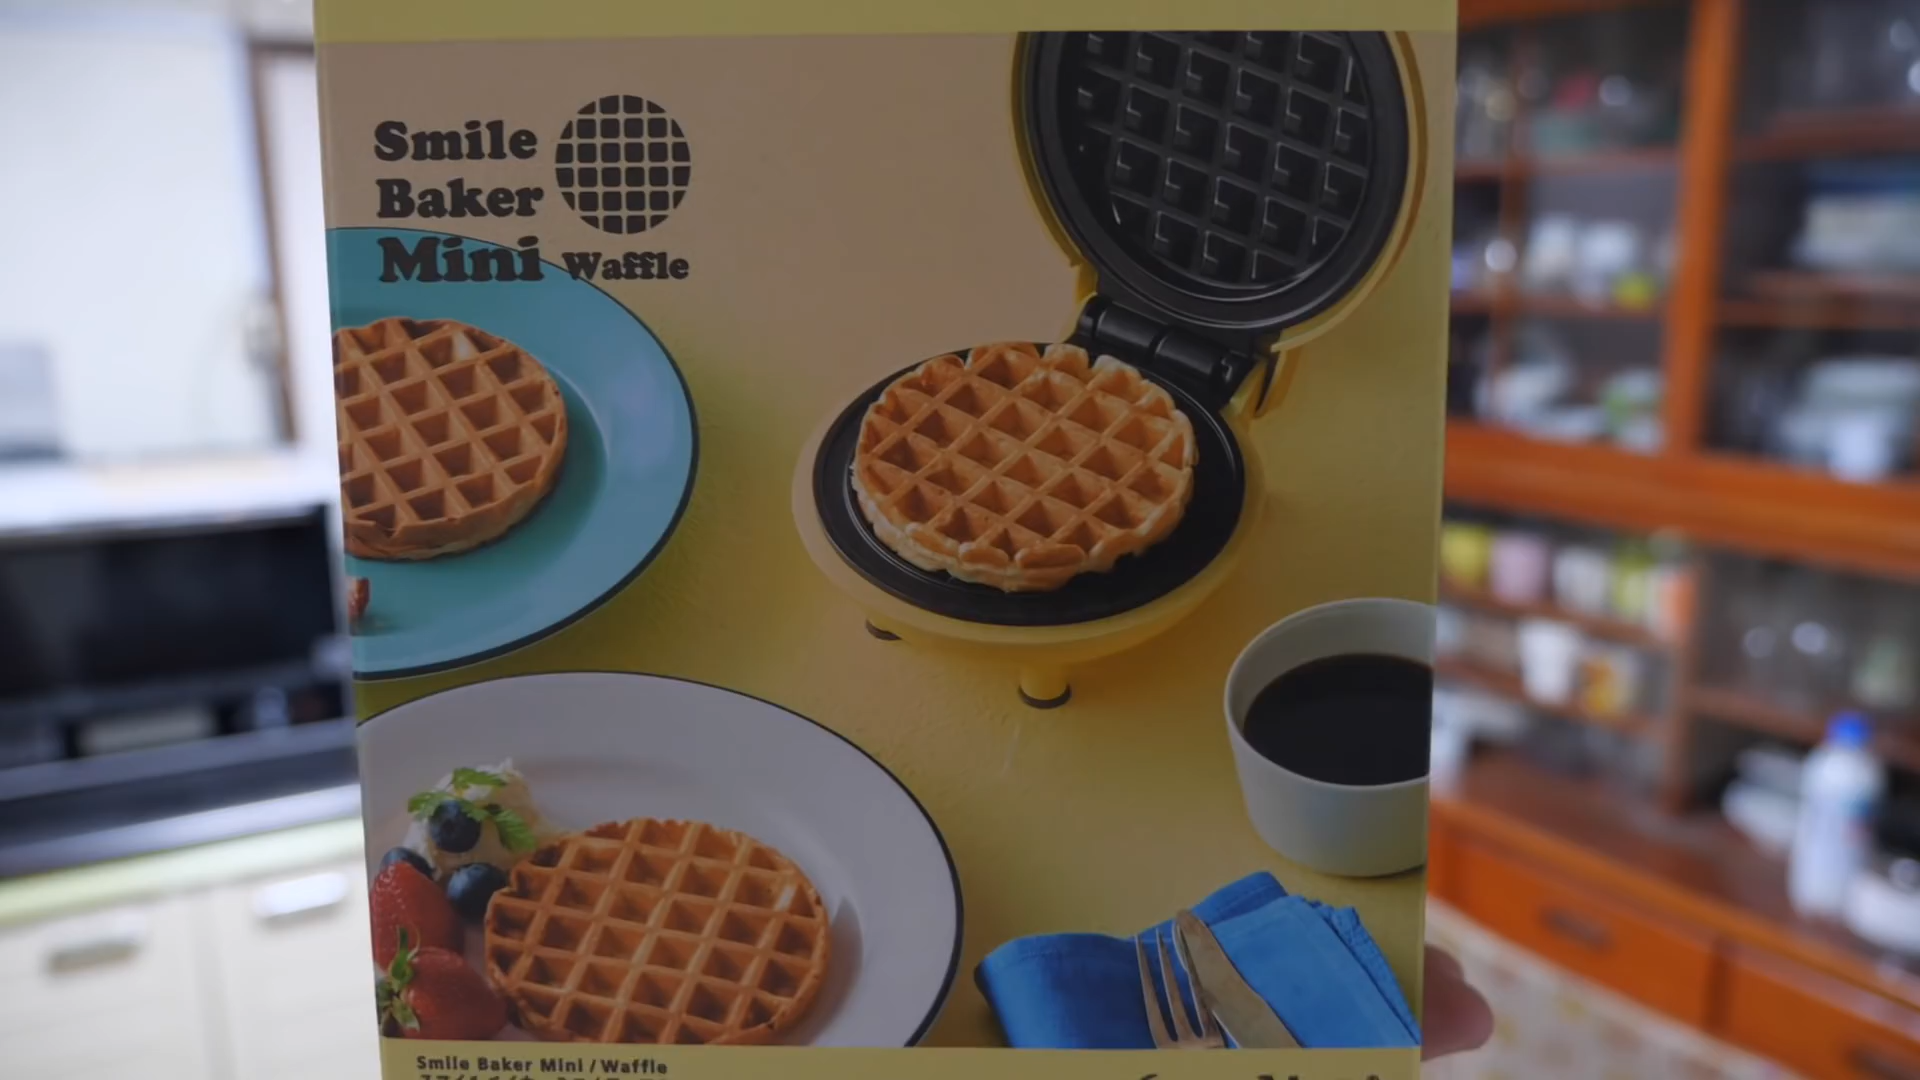 Smile
Baker
Mini Waffle
Smile Baker Mini / Waffle